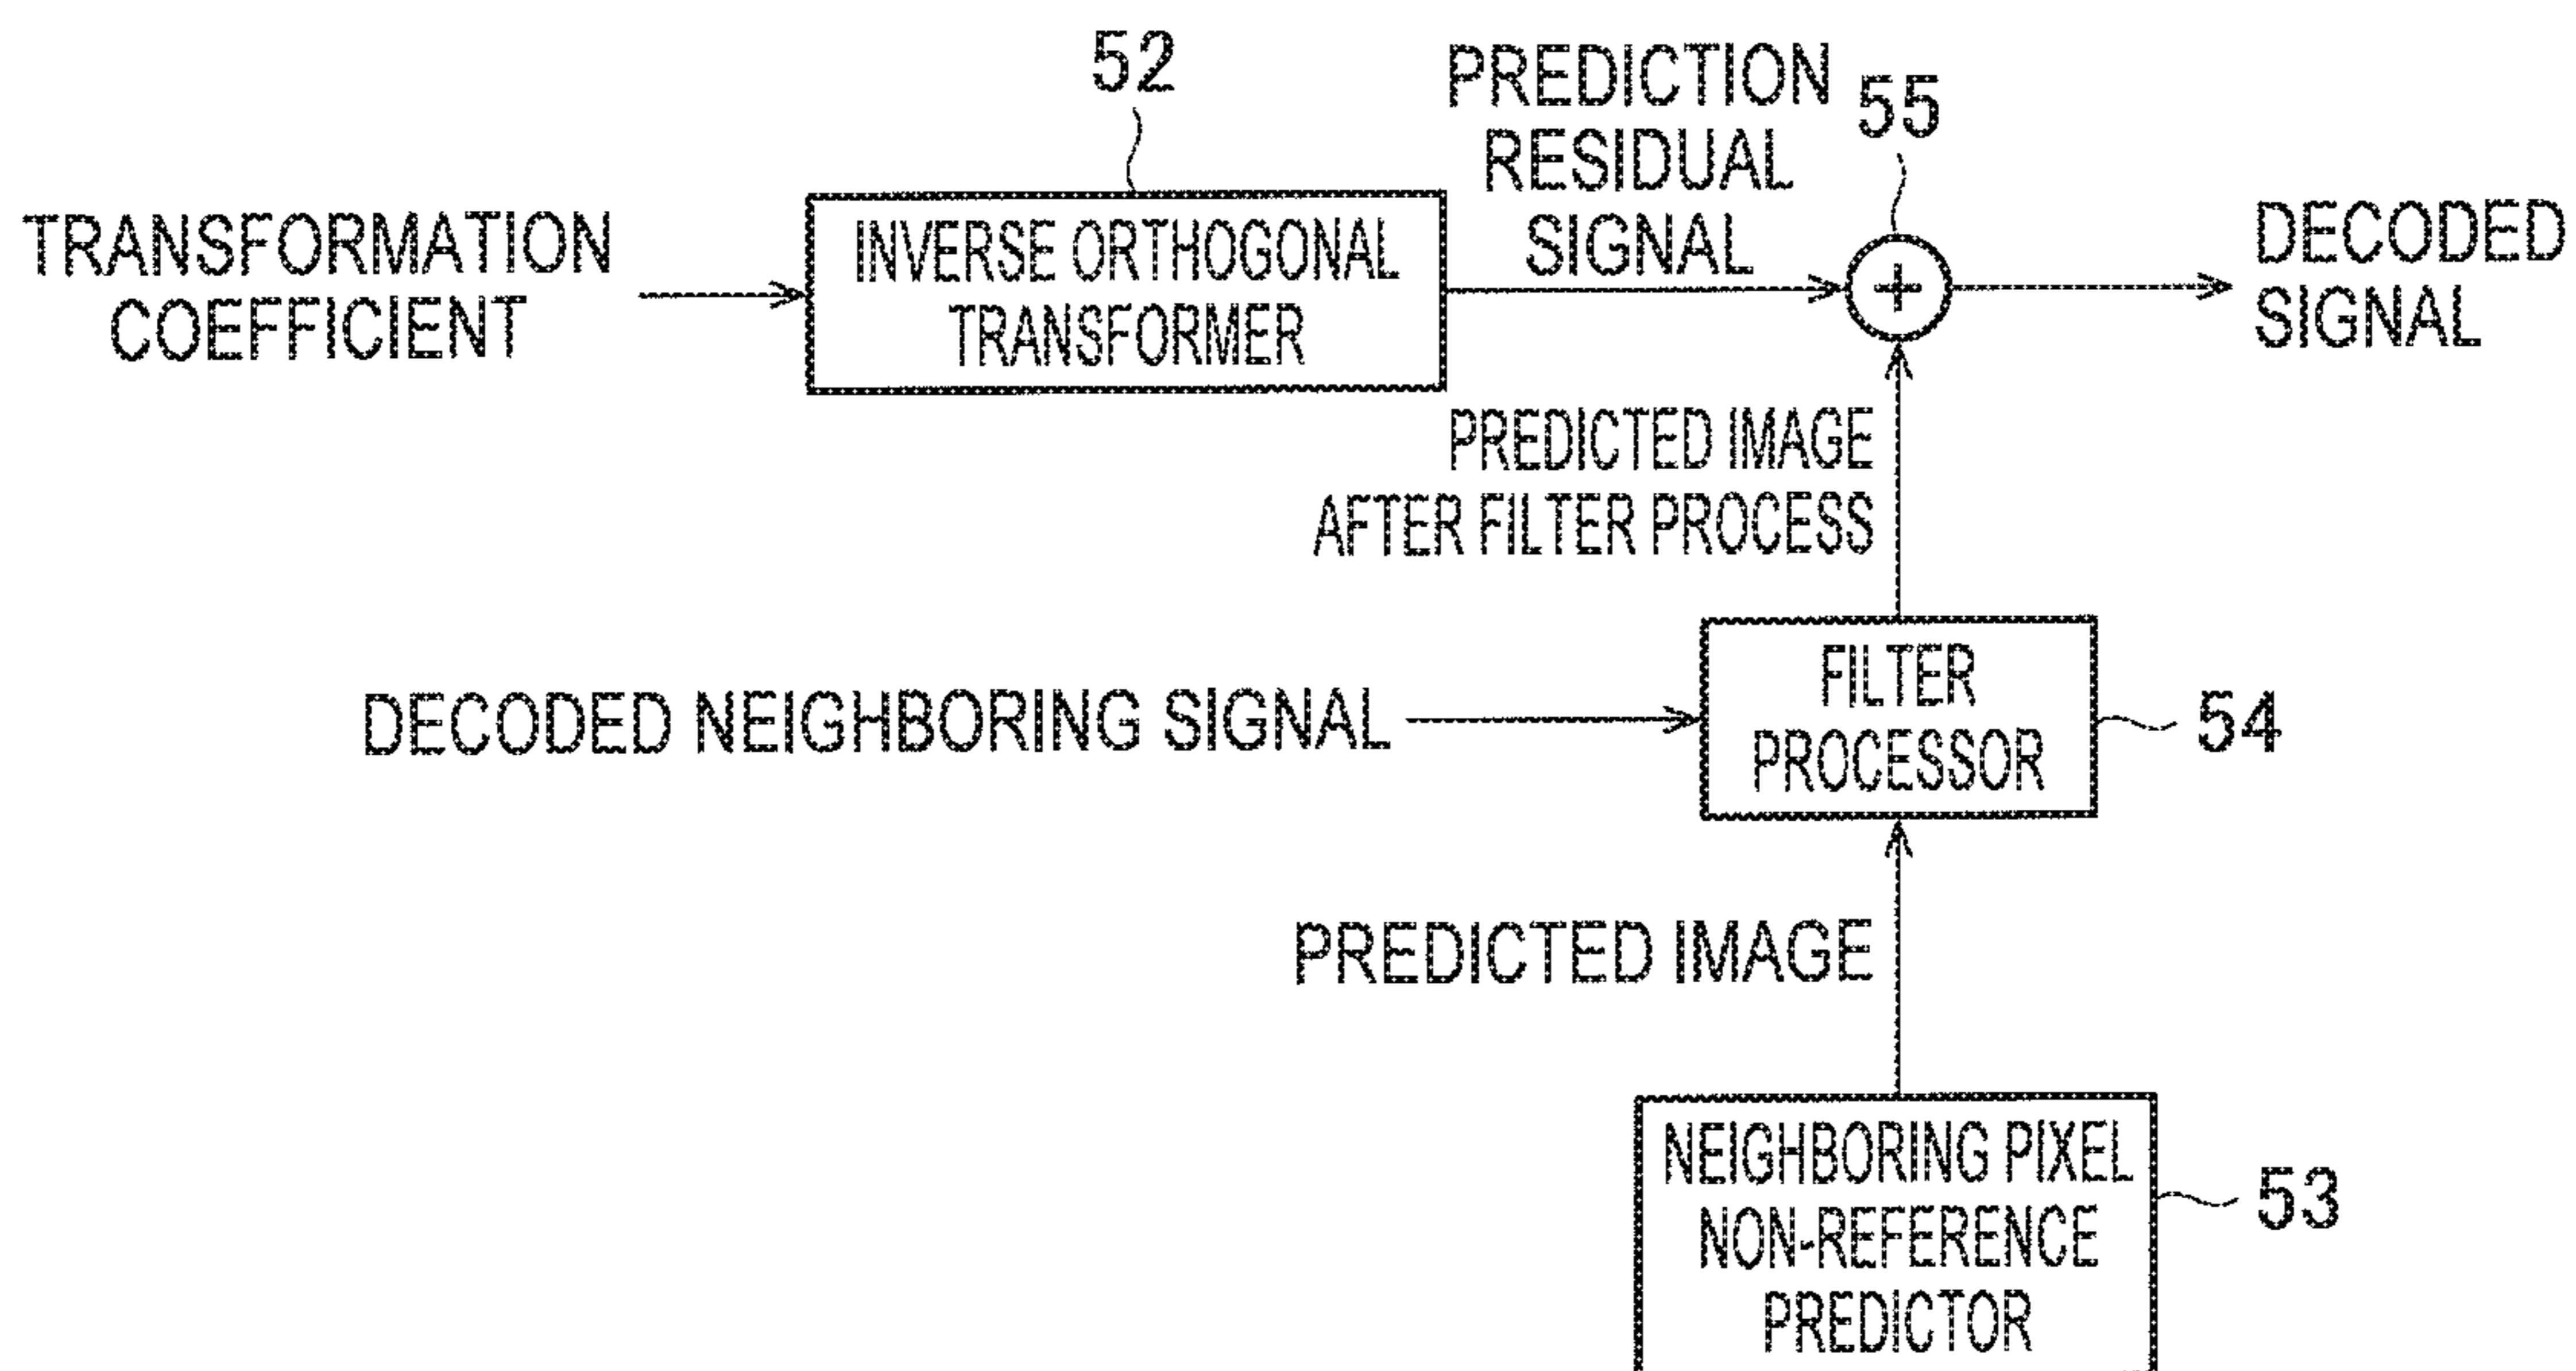 52
PREDICTION
RESIDUAL
SIGNAL
55
TRANSFORMATION
COEFFICIENT
INVERSE ORTHOGONAL
TRANSFORMER
+
DECODED
SIGNAL
PREDICTED IMAGE
AFTER FILTER PROCESS
DECODED NEIGHBORING SIGNAL
FILTER
PROCESSOR
54
PREDICTED IMAGE
NEIGHBORING PIXEL
NON-REFERENCE
PREDICTOR
53